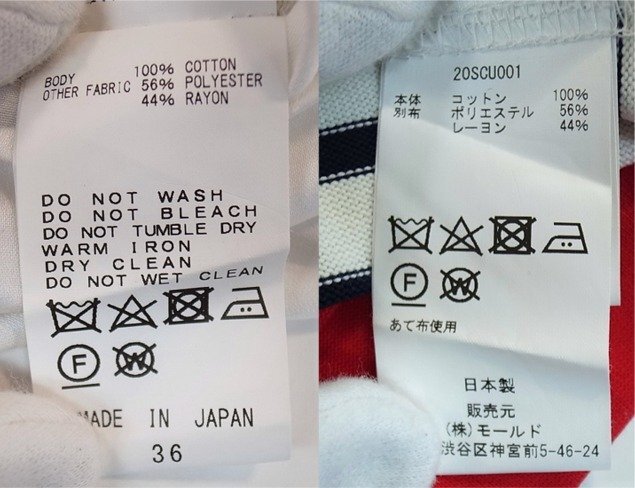 BODY 100% COTTON
OTHER FABRIC 56% POLYESTER
44% RAYON
DO NOT WASH
DO NOT BLEACH
DO NOT TUMBLE DRY
WARM IRON
DRY CLEAN
DO NOT WET CLEAN
F W
MADE IN JAPAN
36
20SCU001
本体 コットン 100%
別布 ポリエステル 56%
レーヨン 44%
F W
あて布使用
日本製
販売元
(株)モールド
渋谷区神宮前5-46-24